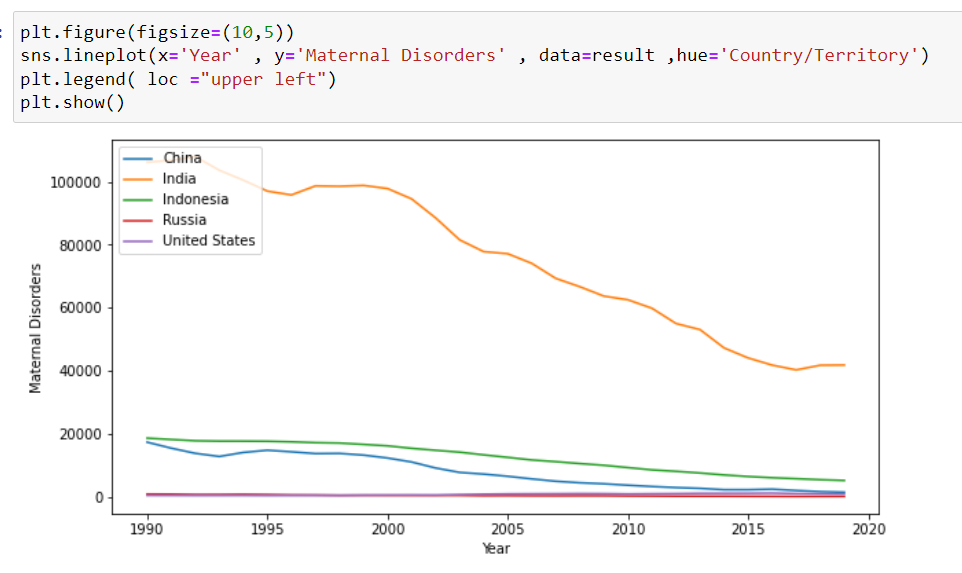 : plt.figure(figsize=(10,5))
sns.lineplot(x='Year' , y='Maternal Disorders' , data=result ,hue='Country/Territory')
plt.legend( loc ="upper left")
plt.show()
China
India
Indonesia
Russia
United States
100000
80000
60000
40000
20000
0
Maternal Disorders
1990 1995 2000 2005 2010 2015 2020
Year